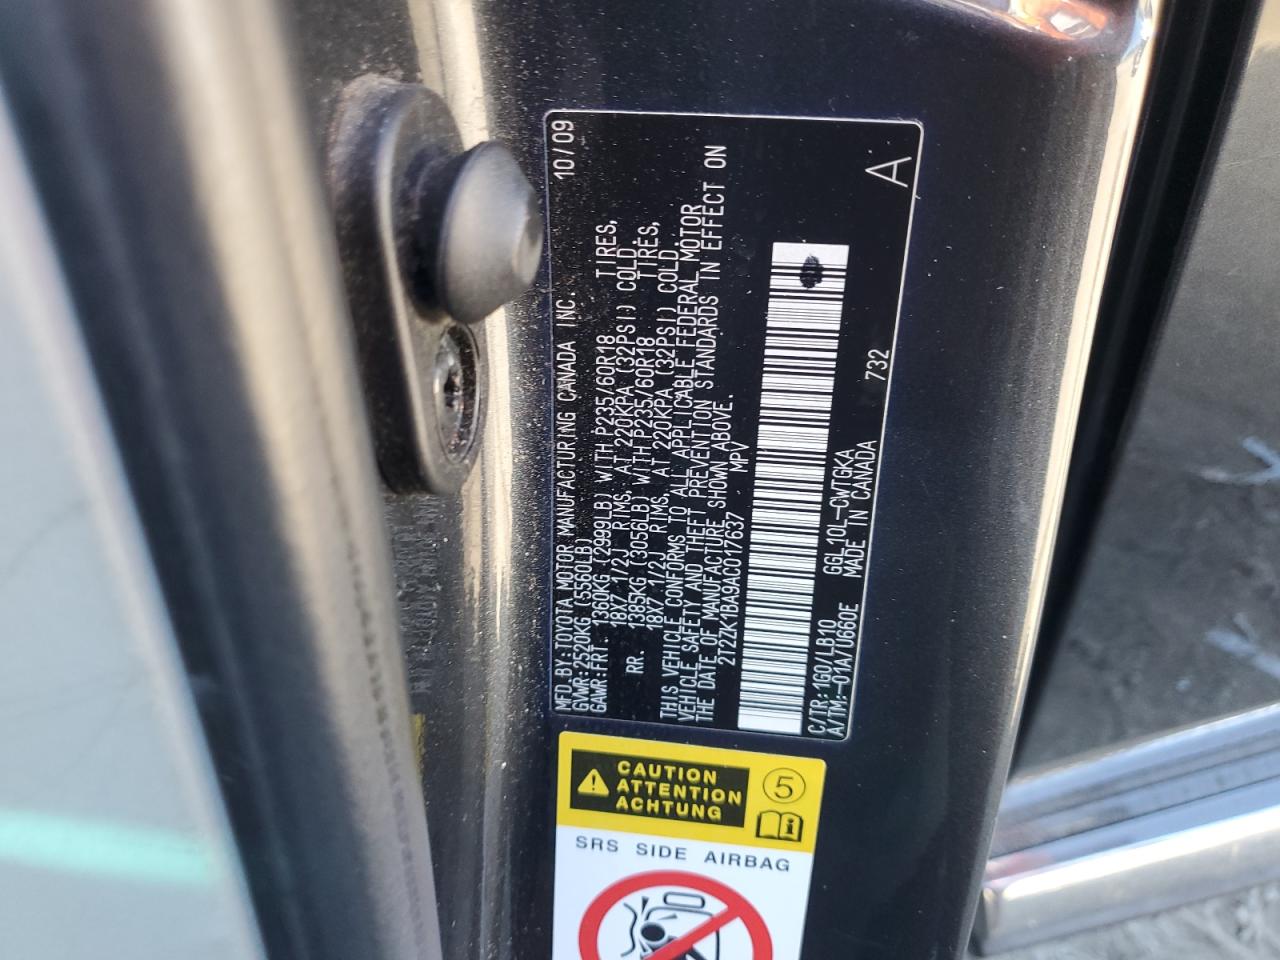 MFD. BY: TOYOTA MOTOR MANUFACTURING CANADA INC. 10/09
GVWR: 2520KG (5560LB)
GAWR: FRT. 1360KG (2999LB) WITH P235/60R18 TIRES,
18X7 1/2J RIMS, AT 220KPA (32PSI) COLD.
RR. 1385KG (3056LB) WITH P235/60R18 TIRES,
18X7 1/2J RIMS, AT 220KPA (32PSI) COLD.
THIS VEHICLE CONFORMS TO ALL APPLICABLE FEDERAL MOTOR
VEHICLE SAFETY AND THEFT PREVENTION STANDARDS IN EFFECT ON
THE DATE OF MANUFACTURE SHOWN ABOVE.
2T2ZK1BA9AC017637 MPV
C/TR: 1G0/LB10 GGL10L-CWTGKA 732
A/TM:-01A/U660E MADE IN CANADA A
CAUTION
ATTENTION
ACHTUNG
5
SRS SIDE AIRBAG